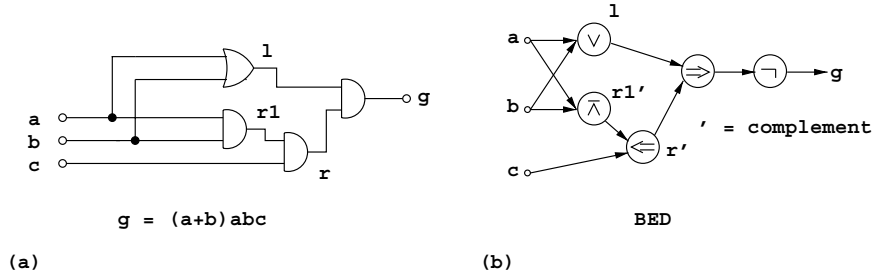 l
a
b
c
r1
r
g
g = (a+b)abc
(a)
l
a
b
c
∨
r1'
⊼
⇒
¬
g
⇐
r'
' = complement
BED
(b)